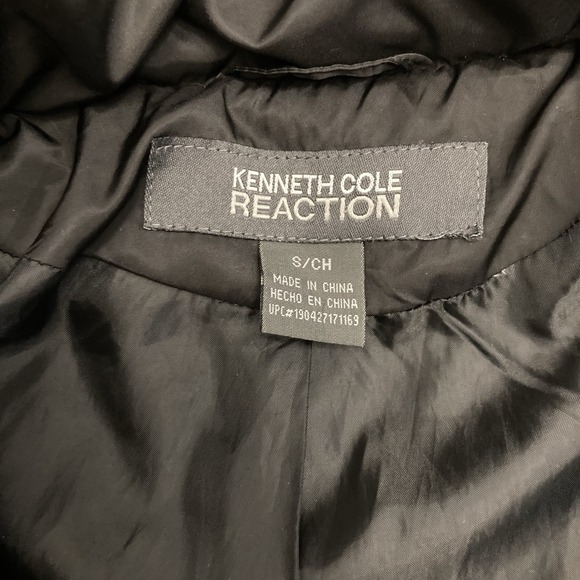 KENNETH COLE
REACTION
S/CH
MADE IN CHINA
HECHO EN CHINA
UPC#190427171169